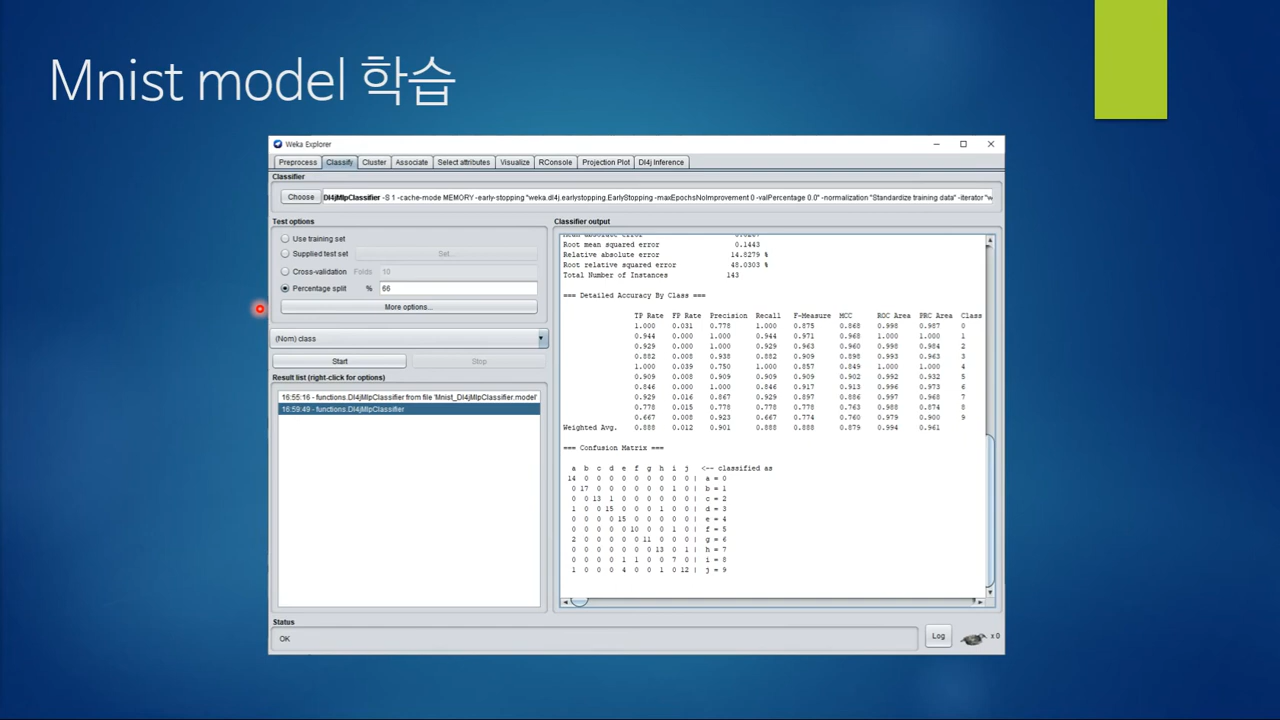 Mnist model 학습
Weka Explorer
Preprocess Classify Cluster Associate Select attributes Visualize RConsole Projection Plot Dl4j Inference
Classifier
Choose Dl4jMlpClassifier -S 1 -cache-mode MEMORY -early-stopping "weka.dl4j.earlystopping.EarlyStopping -maxEpochsNoImprovement 0 -valPercentage 0.0" -normalization "Standardize training data" -iterator "w
Test options
Use training set
Supplied test set Set...
Cross-validation Folds 10
Percentage split % 66
More options...
(Nom) class
Start Stop
Result list (right-click for options)
16:55:16 - functions.Dl4jMlpClassifier from file 'Mnist_Dl4jMlpClassifier.model'
16:59:49 - functions.Dl4jMlpClassifier
Classifier output
Root mean squared error 0.1443
Relative absolute error 14.8279 %
Root relative squared error 48.0303 %
Total Number of Instances 143
=== Detailed Accuracy By Class ===
TP Rate FP Rate Precision Recall F-Measure MCC ROC Area PRC Area Class
1.000 0.031 0.778 1.000 0.875 0.868 0.998 0.987 0
0.944 0.000 1.000 0.944 0.971 0.968 1.000 1.000 1
0.929 0.000 1.000 0.929 0.963 0.960 0.998 0.984 2
0.882 0.008 0.938 0.882 0.909 0.898 0.993 0.963 3
1.000 0.039 0.750 1.000 0.857 0.849 1.000 1.000 4
0.909 0.008 0.909 0.909 0.909 0.902 0.992 0.932 5
0.846 0.000 1.000 0.846 0.917 0.913 0.996 0.973 6
0.929 0.016 0.867 0.929 0.897 0.886 0.997 0.968 7
0.778 0.015 0.778 0.778 0.778 0.763 0.988 0.874 8
0.667 0.008 0.923 0.667 0.774 0.760 0.979 0.900 9
Weighted Avg. 0.888 0.012 0.901 0.888 0.888 0.879 0.994 0.961
=== Confusion Matrix ===
a b c d e f g h i j <-- classified as
14 0 0 0 0 0 0 0 0 0 | a = 0
0 17 0 0 0 0 0 0 1 0 | b = 1
0 0 13 1 0 0 0 0 0 0 | c = 2
1 0 0 15 0 0 0 1 0 0 | d = 3
0 0 0 0 15 0 0 0 0 0 | e = 4
0 0 0 0 0 10 0 0 1 0 | f = 5
2 0 0 0 0 0 11 0 0 0 | g = 6
0 0 0 0 0 0 0 13 0 1 | h = 7
0 0 0 0 1 1 0 0 7 0 | i = 8
1 0 0 0 4 0 0 1 0 12 | j = 9
Status
OK
Log
x 0